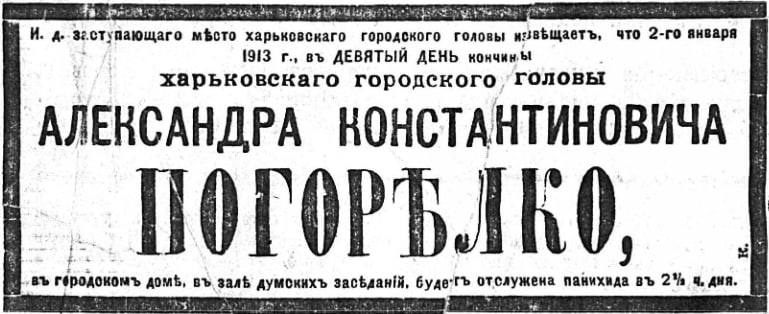 И. д. заступающаго мѣсто харьковскаго городского головы извѣщаетъ, что 2-го января
1913 г., въ ДЕВЯТЫЙ ДЕНЬ кончины
харьковскаго городского головы
АЛЕКСАНДРА КОНСТАНТИНОВИЧА
ПОГОРѢЛКО,
въ городскомъ домѣ, въ залѣ думскихъ засѣданій, будетъ отслужена панихида въ 2½ ч. дня.
К.